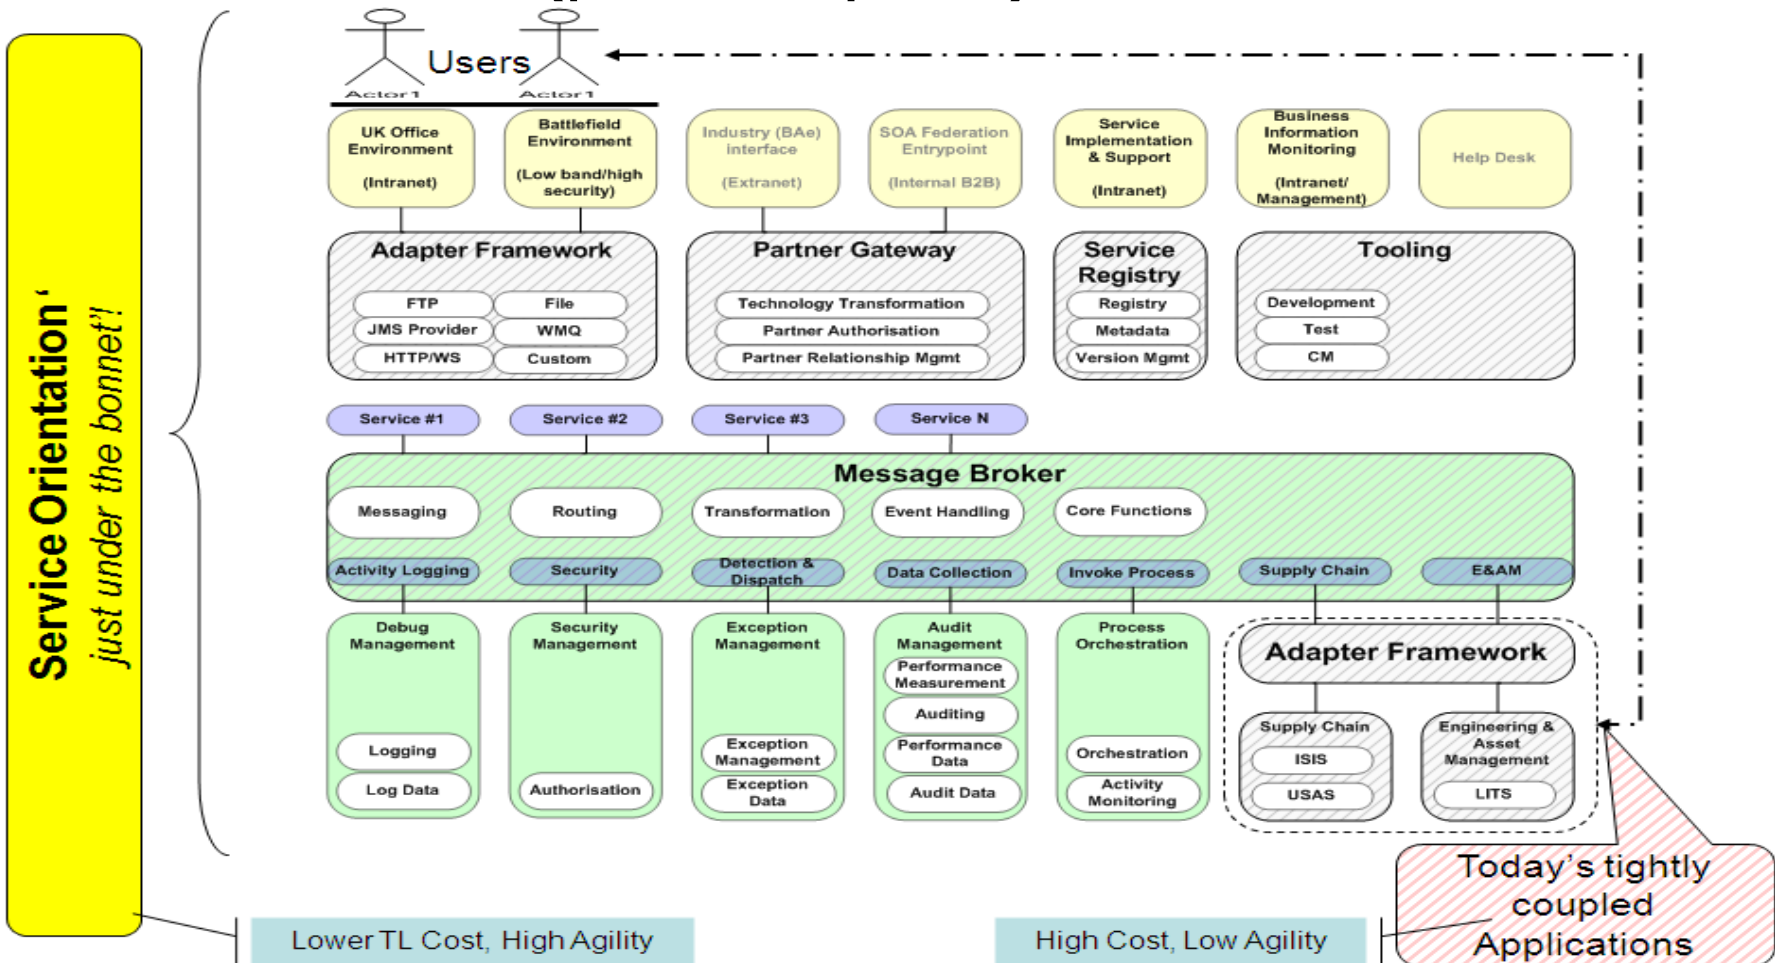 Service Orientation‘
just under the bonnet’!
Users
Actor1
Actor1
UK Office
Environment
(Intranet)
Battlefield
Environment
(Low band/high
security)
Industry (BAe)
interface
(Extranet)
SOA Federation
Entrypoint
(Internal B2B)
Service
Implementation
& Support
(Intranet)
Business
Information
Monitoring
(Intranet/
Management)
Help Desk
Adapter Framework
FTP
File
JMS Provider
WMQ
HTTP/WS
Custom
Partner Gateway
Technology Transformation
Partner Authorisation
Partner Relationship Mgmt
Service
Registry
Registry
Metadata
Version Mgmt
Tooling
Development
Test
CM
Service #1
Service #2
Service #3
Service N
Message Broker
Messaging
Routing
Transformation
Event Handling
Core Functions
Activity Logging
Security
Detection &
Dispatch
Data Collection
Invoke Process
Supply Chain
E&AM
Debug
Management
Logging
Log Data
Security
Management
Authorisation
Exception
Management
Exception
Management
Exception
Data
Audit
Management
Performance
Measurement
Auditing
Performance
Data
Audit Data
Process
Orchestration
Orchestration
Activity
Monitoring
Adapter Framework
Supply Chain
ISIS
USAS
Engineering &
Asset
Management
LITS
Today’s tightly
coupled
Applications
Lower TL Cost, High Agility
High Cost, Low Agility